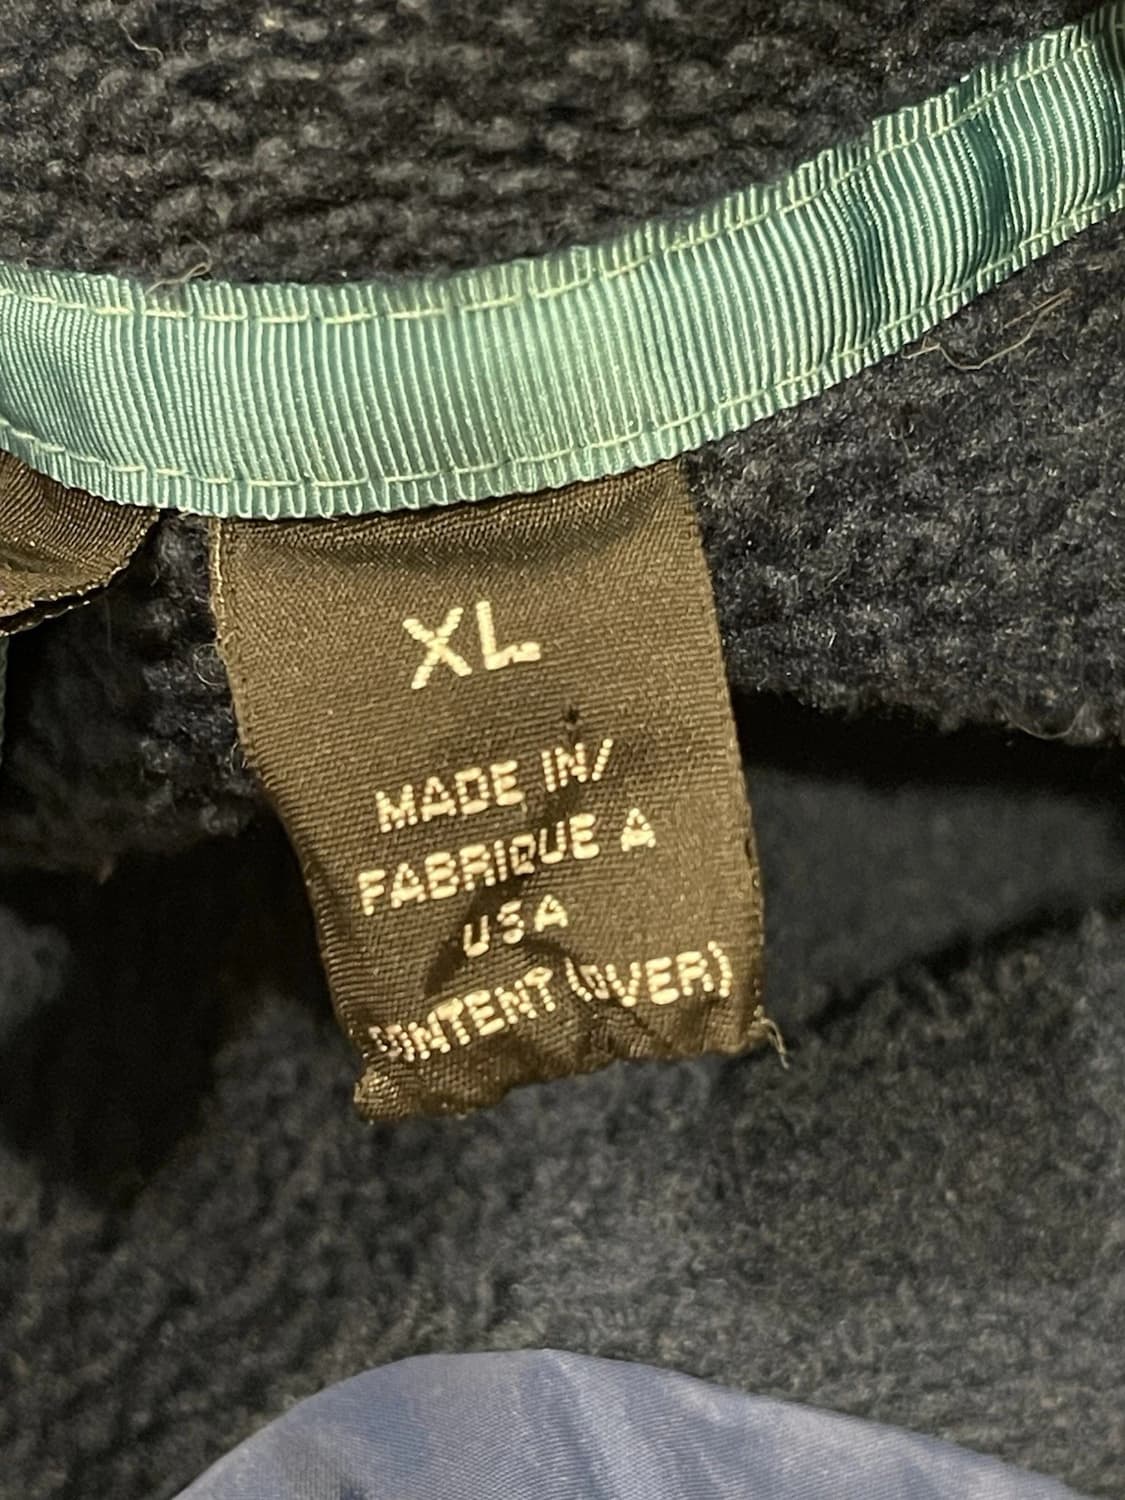 XL
MADE IN/
FABRIQUE A
USA
CONTENT (OVER)